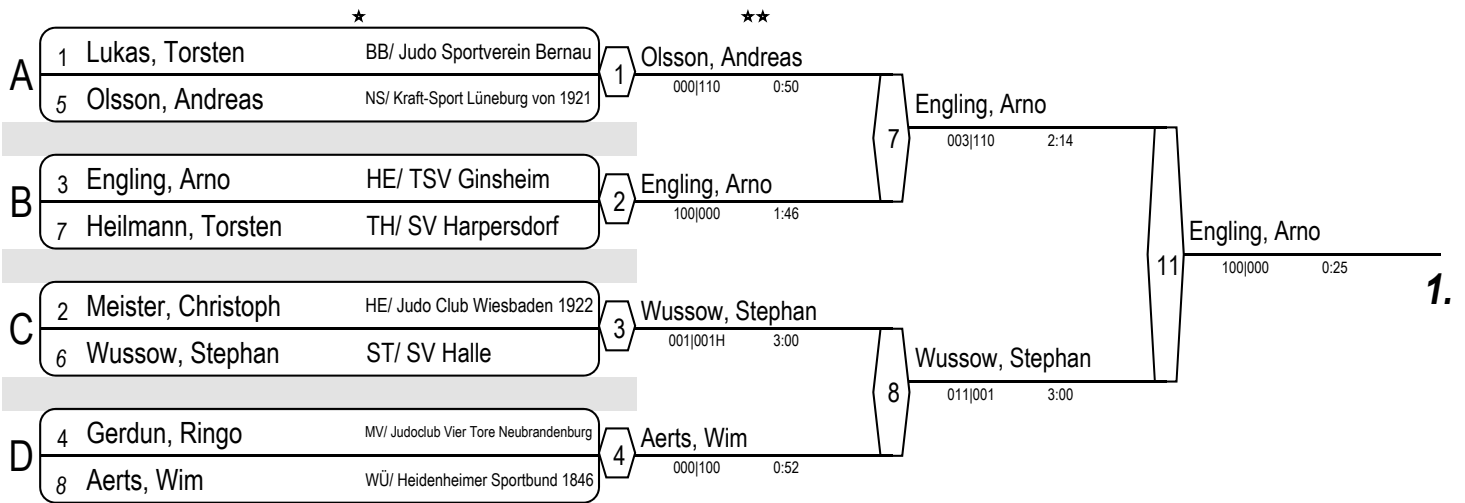 ★ ★★
A
1 Lukas, Torsten BB/ Judo Sportverein Bernau
5 Olsson, Andreas NS/ Kraft-Sport Lüneburg von 1921
1
Olsson, Andreas
000|110 0:50
B
3 Engling, Arno HE/ TSV Ginsheim
7 Heilmann, Torsten TH/ SV Harpersdorf
2
Engling, Arno
100|000 1:46
7
Engling, Arno
003|110 2:14
C
2 Meister, Christoph HE/ Judo Club Wiesbaden 1922
6 Wussow, Stephan ST/ SV Halle
3
Wussow, Stephan
001|001H 3:00
D
4 Gerdun, Ringo MV/ Judoclub Vier Tore Neubrandenburg
8 Aerts, Wim WÜ/ Heidenheimer Sportbund 1846
4
Aerts, Wim
000|100 0:52
8
Wussow, Stephan
011|001 3:00
11
Engling, Arno
100|000 0:25
1.